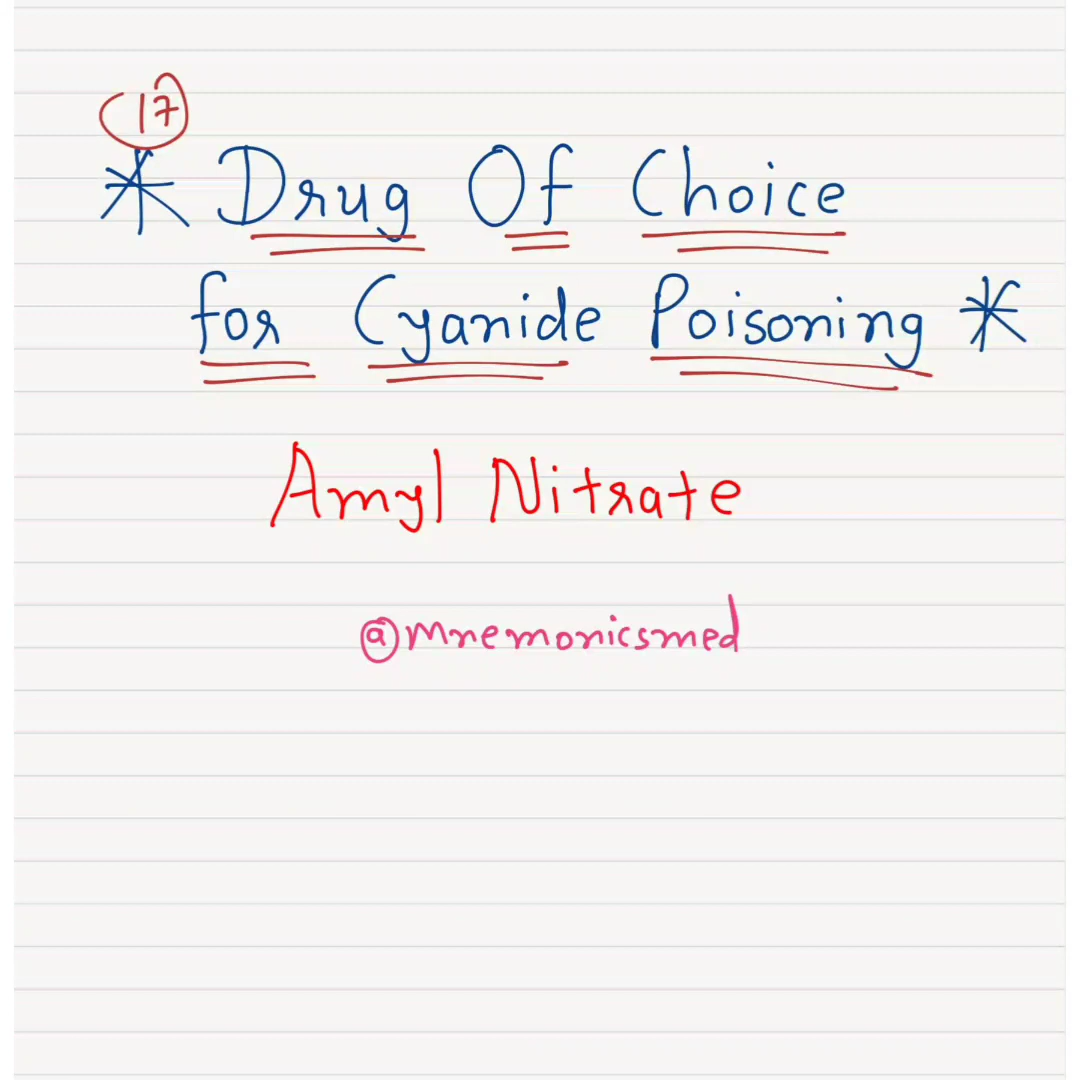 17
* Drug Of Choice
for Cyanide Poisoning *
Amyl Nitrate
@mnemonicsmed